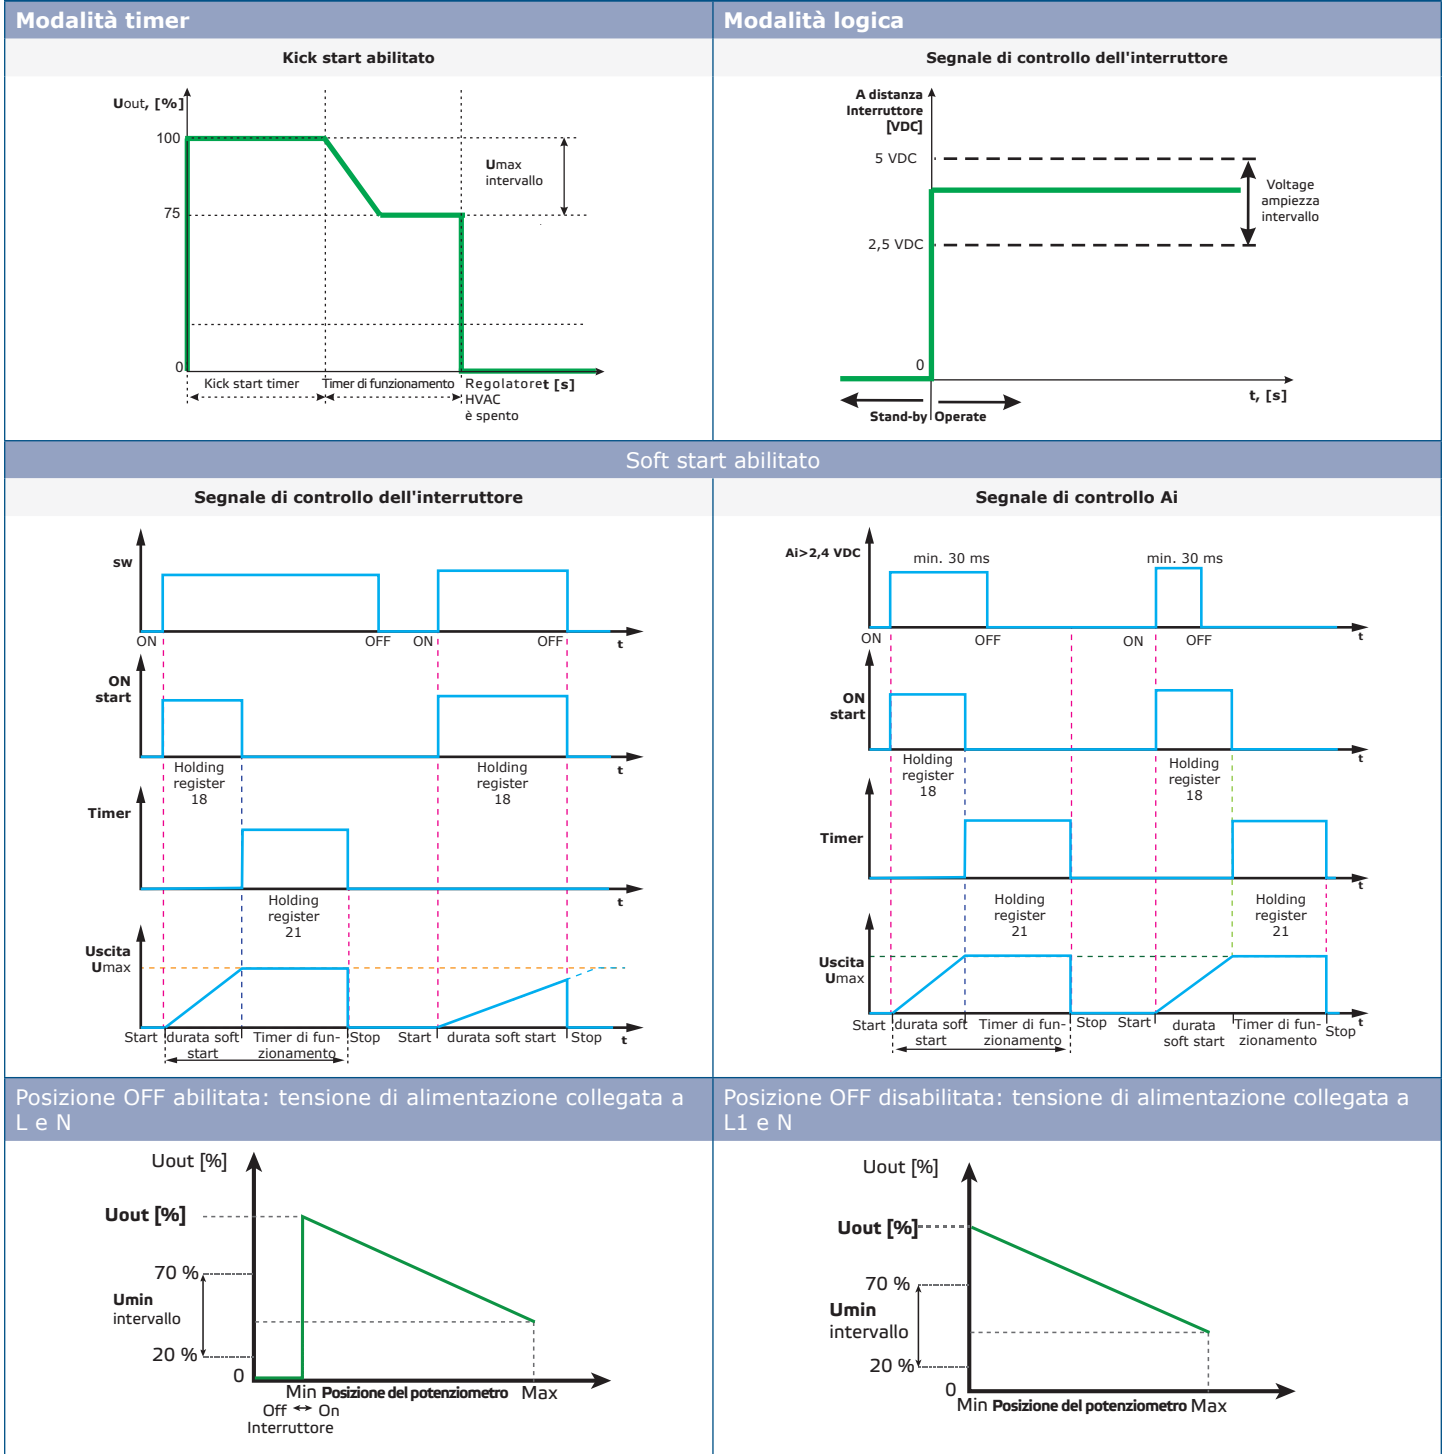 Modalità timer
Modalità logica
Kick start abilitato
Segnale di controllo dell'interruttore
Uout, [%]
100
75
0
Umax
intervallo
Kick start timer
Timer di funzionamento
Regolatore
HVAC
è spento
t [s]
A distanza
Interruttore
[VDC]
5 VDC
2,5 VDC
0
Voltage
ampiezza
intervallo
t, [s]
Stand-by
Operate
Soft start abilitato
Segnale di controllo dell'interruttore
Segnale di controllo Ai
SW
ON
OFF
ON
OFF
t
ON
start
Holding
register
18
Holding
register
18
t
Timer
Holding
register
21
t
Uscita
Umax
Start
durata soft
start
Timer di fun-
zionamento
Stop
Start
durata soft start
Stop
t
Ai>2,4 VDC
min. 30 ms
min. 30 ms
ON
OFF
ON
OFF
t
ON
start
Holding
register
18
Holding
register
18
t
Timer
Holding
register
21
Holding
register
21
t
Uscita
Umax
Start
durata soft
start
Timer di fun-
zionamento
Stop
Start
durata
soft start
Timer di fun-
zionamento
Stop
t
Posizione OFF abilitata: tensione di alimentazione collegata a
L e N
Posizione OFF disabilitata: tensione di alimentazione collegata a
L1 e N
Uout [%]
Uout [%]
70 %
Umin
intervallo
20 %
0
Min Posizione del potenziometro Max
Off ↔ On
Interruttore
Uout [%]
Uout [%]
70 %
Umin
intervallo
20 %
0
Min Posizione del potenziometro Max